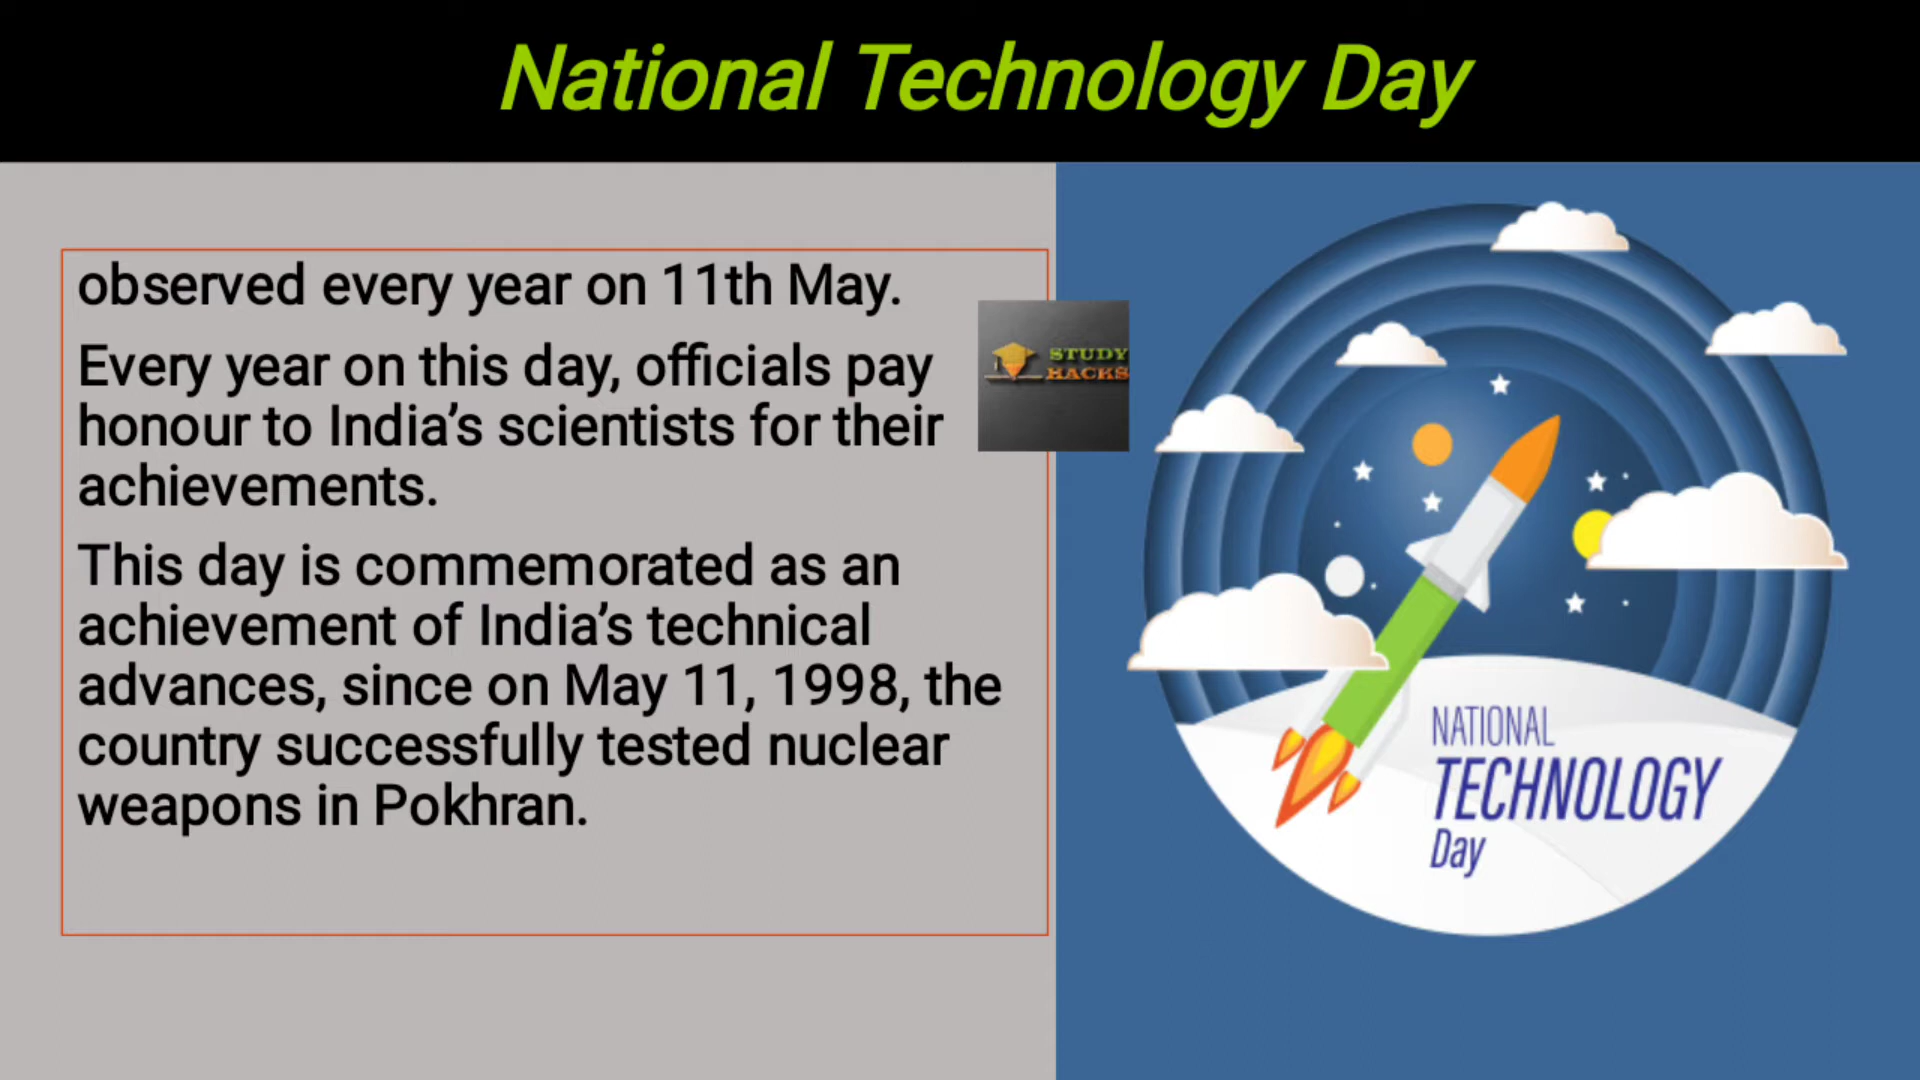 National Technology Day
observed every year on 11th May.
Every year on this day, officials pay
honour to India’s scientists for their
achievements.
This day is commemorated as an
achievement of India’s technical
advances, since on May 11, 1998, the
country successfully tested nuclear
weapons in Pokhran.
STUDY
HACKS
NATIONAL
TECHNOLOGY
Day